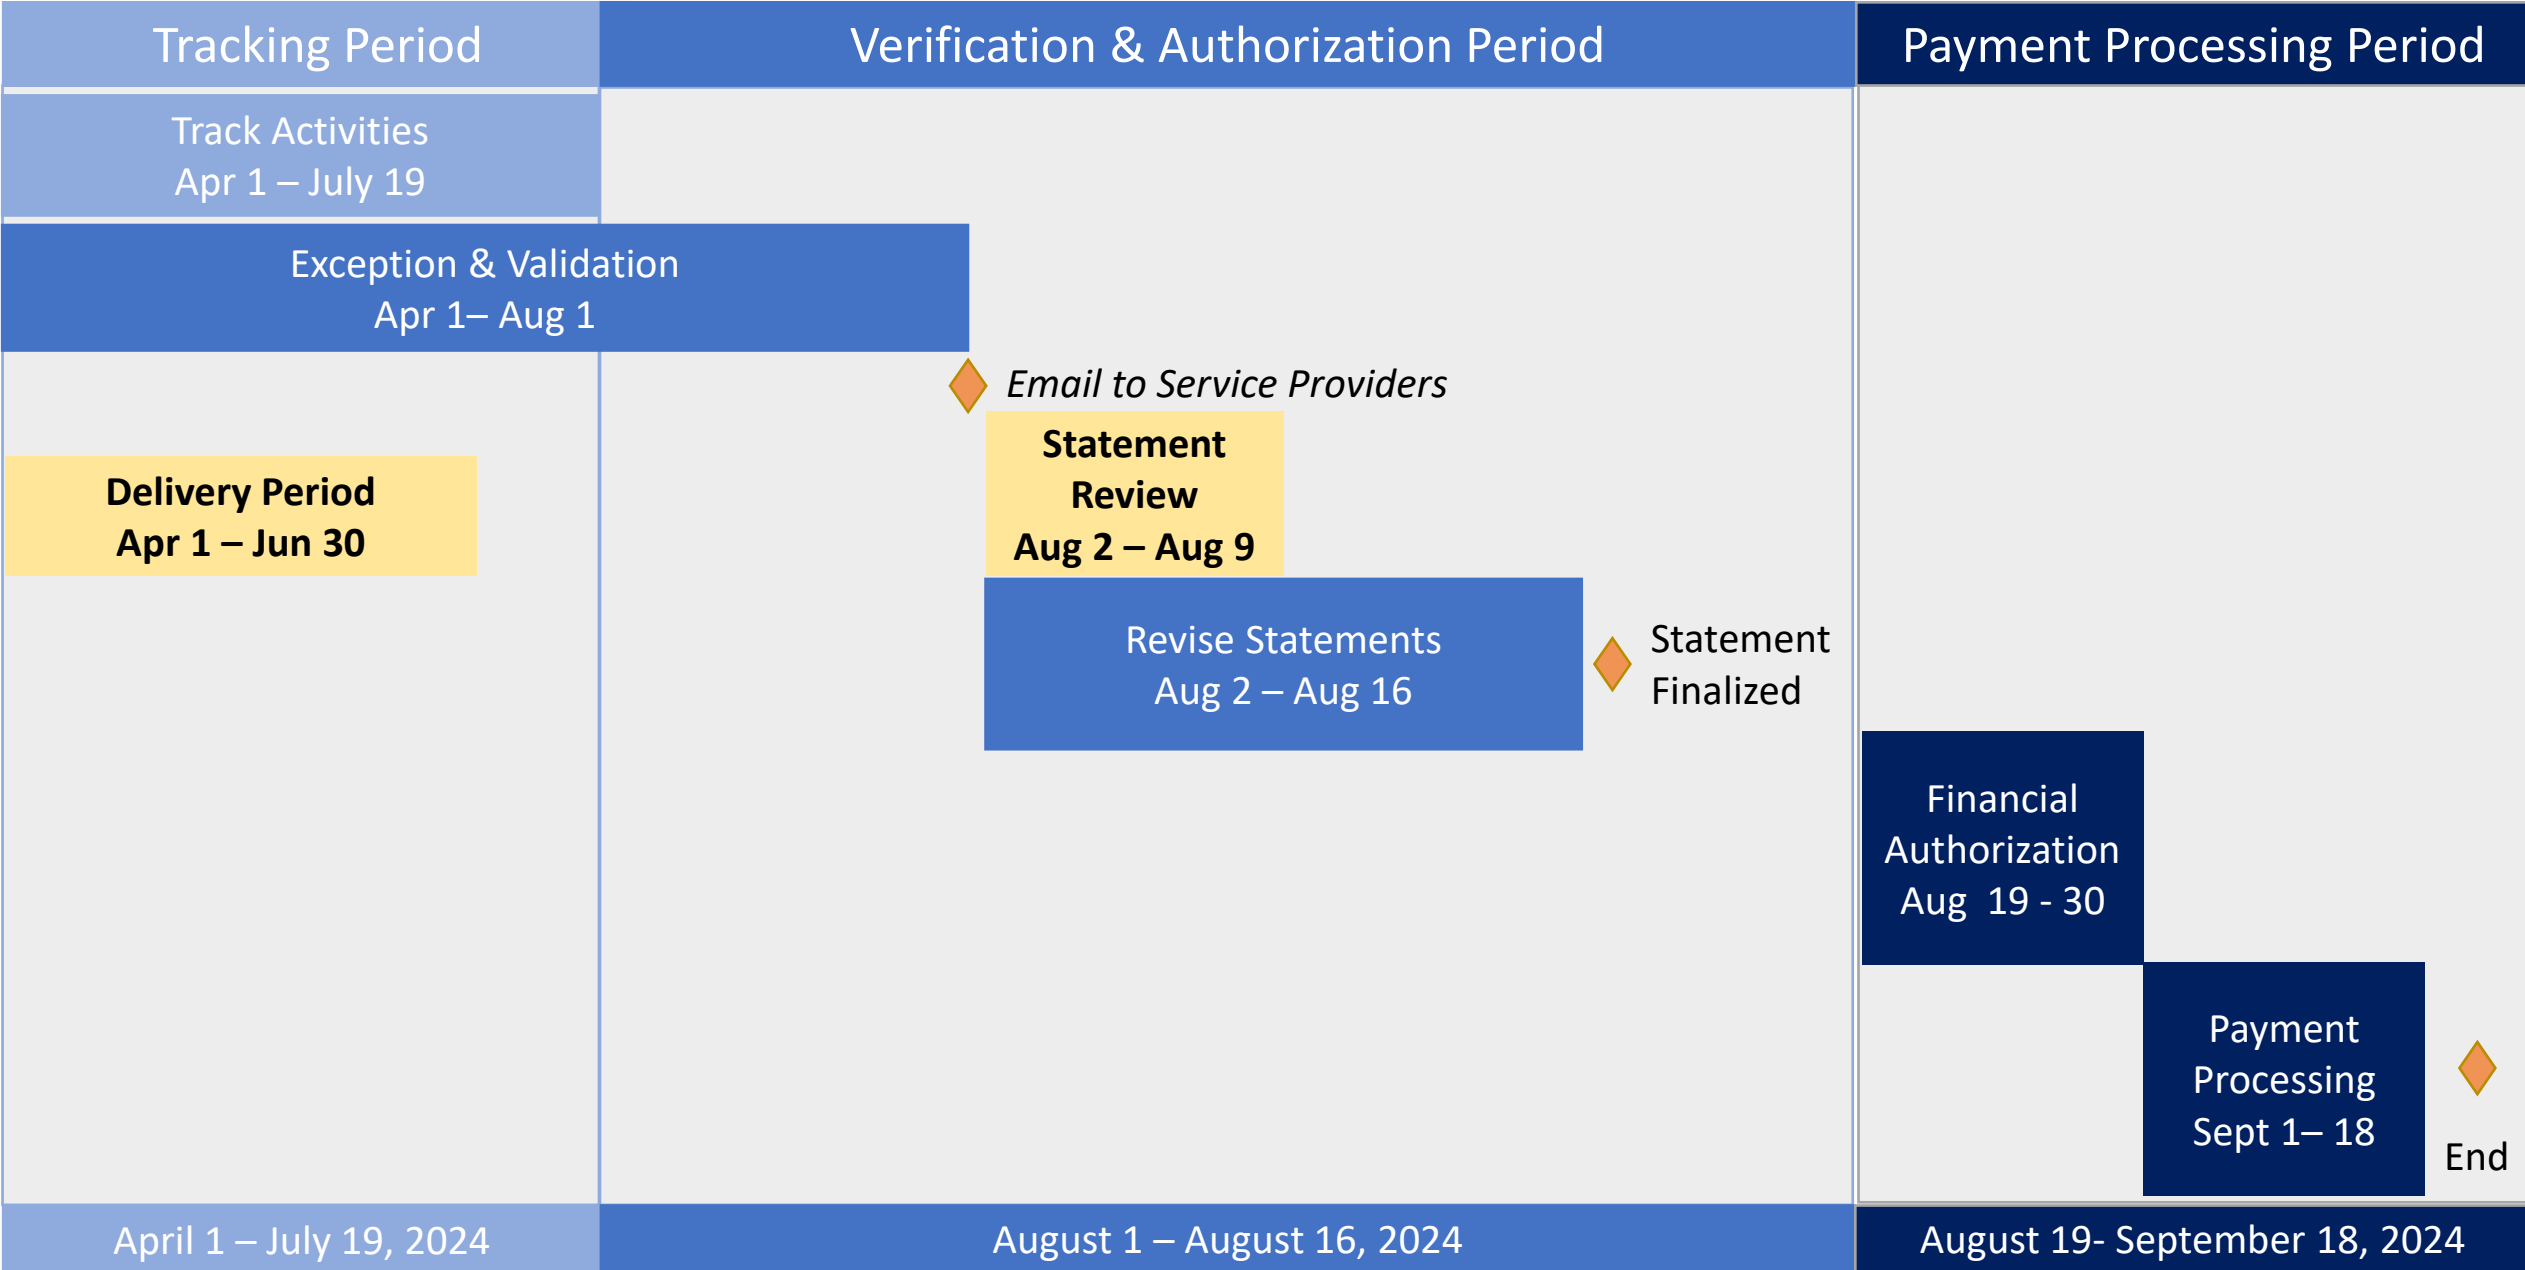 Tracking Period
Verification & Authorization Period
Payment Processing Period
Track Activities
Apr 1 – July 19
Exception & Validation
Apr 1– Aug 1
Email to Service Providers
Statement
Review
Aug 2 – Aug 9
Delivery Period
Apr 1 – Jun 30
Revise Statements
Aug 2 – Aug 16
Statement
Finalized
Financial
Authorization
Aug  19 - 30
Payment
Processing
Sept 1– 18
End
April 1 – July 19, 2024
August 1 – August 16, 2024
August 19- September 18, 2024